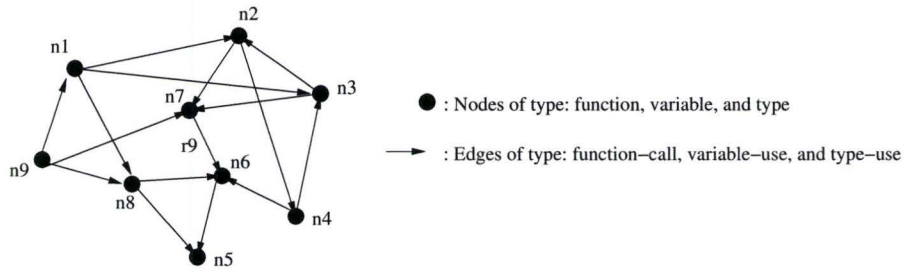 n2
n1
n3
n7
: Nodes of type: function, variable, and type
r9
n6
: Edges of type: function−call, variable−use, and type−use
n9
n8
n4
n5